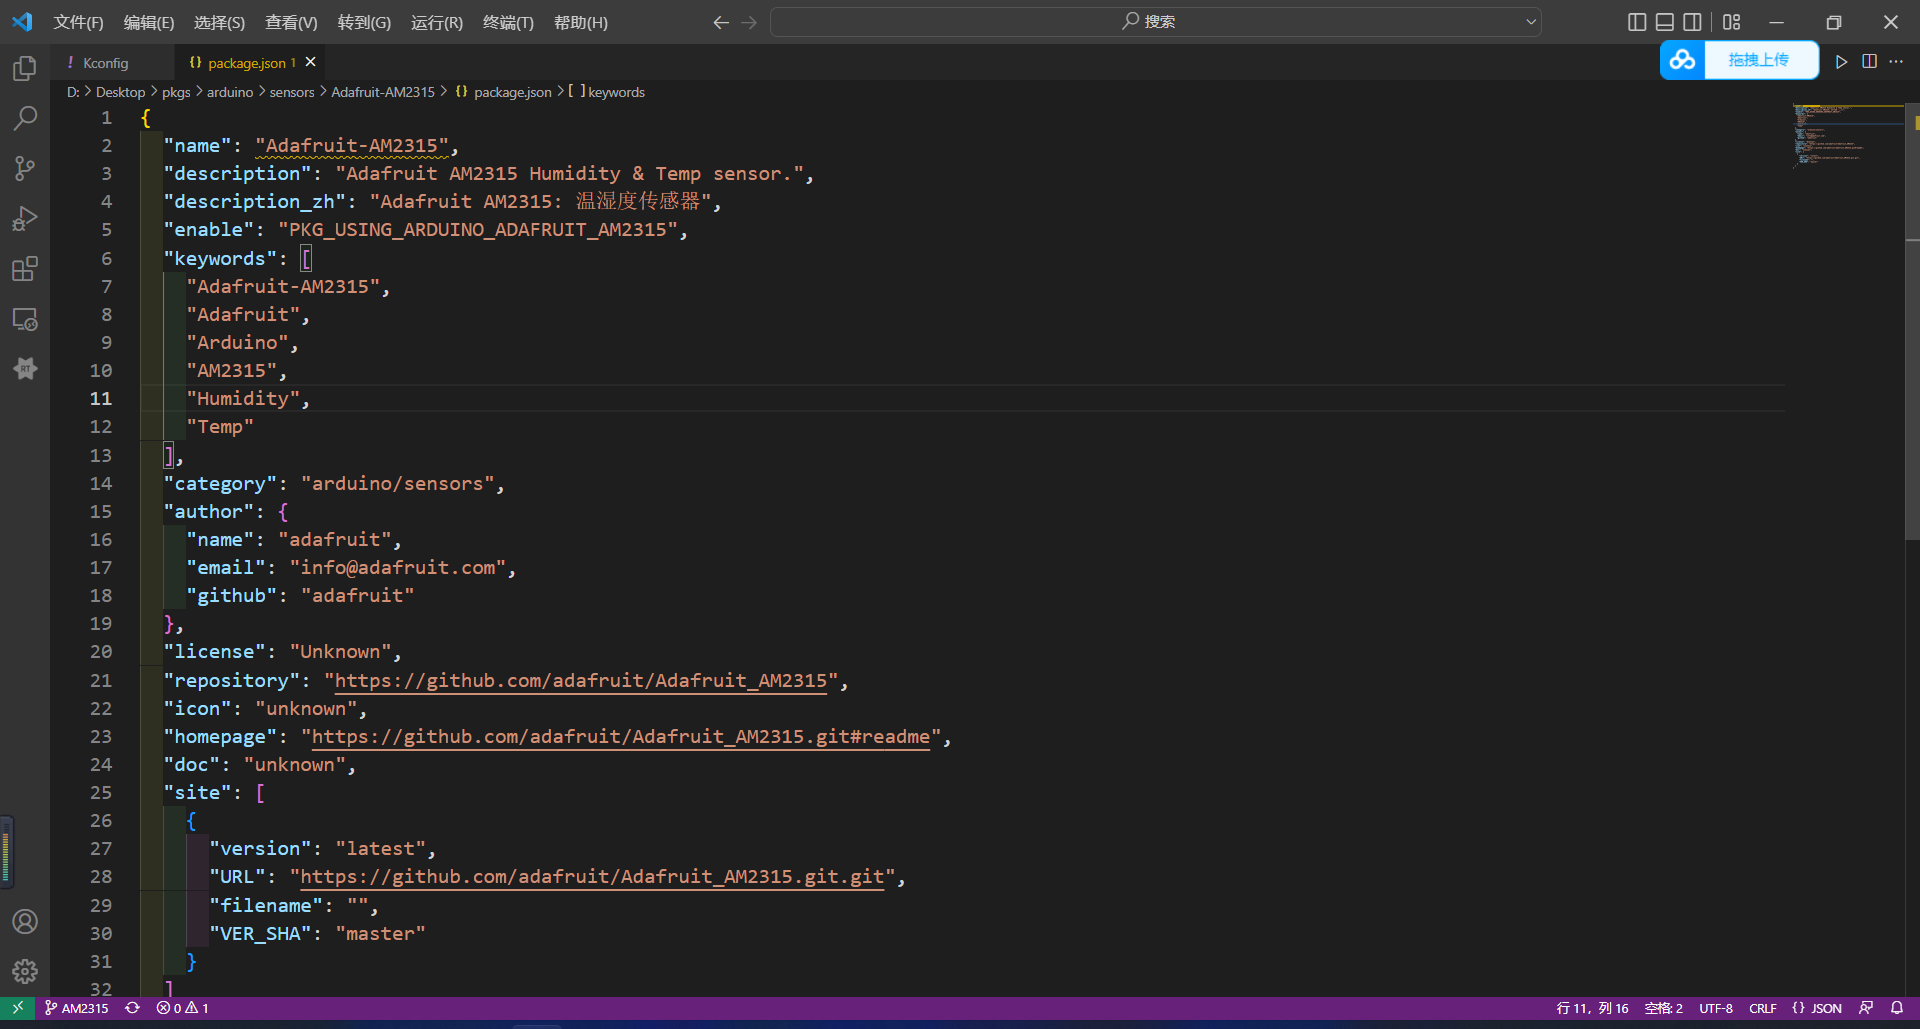 文件(F) 编辑(E) 选择(S) 查看(V) 转到(G) 运行(R) 终端(T) 帮助(H) 搜索
Kconfig package.json 1 拖拽上传
D: > Desktop > pkgs > arduino > sensors > Adafruit-AM2315 > {} package.json > [ ] keywords
1 {
2 "name": "Adafruit-AM2315",
3 "description": "Adafruit AM2315 Humidity & Temp sensor.",
4 "description_zh": "Adafruit AM2315: 温湿度传感器",
5 "enable": "PKG_USING_ARDUINO_ADAFRUIT_AM2315",
6 "keywords": [
7 "Adafruit-AM2315",
8 "Adafruit",
9 "Arduino",
10 "AM2315",
11 "Humidity",
12 "Temp"
13 ],
14 "category": "arduino/sensors",
15 "author": {
16 "name": "adafruit",
17 "email": "info@adafruit.com",
18 "github": "adafruit"
19 },
20 "license": "Unknown",
21 "repository": "https://github.com/adafruit/Adafruit_AM2315",
22 "icon": "unknown",
23 "homepage": "https://github.com/adafruit/Adafruit_AM2315.git#readme",
24 "doc": "unknown",
25 "site": [
26 {
27 "version": "latest",
28 "URL": "https://github.com/adafruit/Adafruit_AM2315.git.git",
29 "filename": "",
30 "VER_SHA": "master"
31 }
32 ]
AM2315 0 1 行 11, 列 16 空格: 2 UTF-8 CRLF {} JSON